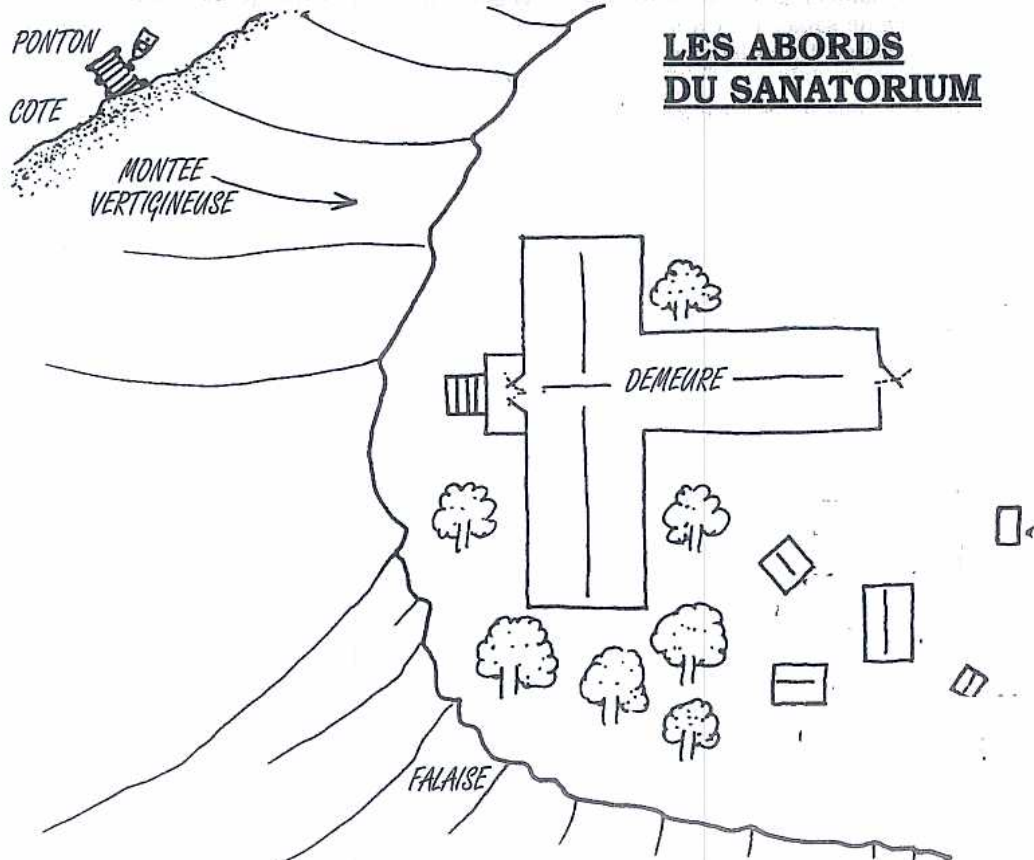 LES ABORDS
DU SANATORIUM
PONTON
COTE
MONTEE
VERTIGINEUSE
DEMEURE
FALAISE